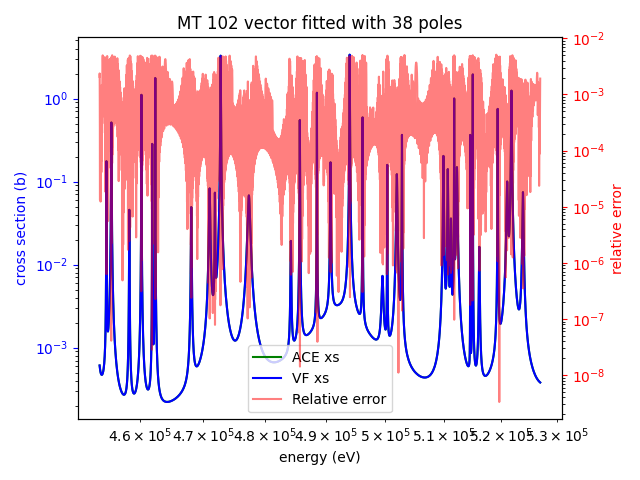 MT 102 vector fitted with 38 poles
10⁰
10⁻¹
10⁻²
10⁻³
cross section (b)
10⁻²
10⁻³
10⁻⁴
10⁻⁵
10⁻⁶
10⁻⁷
10⁻⁸
relative error
ACE xs
VF xs
Relative error
4.6 × 10⁵ 4.7 × 10⁵ 4.8 × 10⁵ 4.9 × 10⁵ 5 × 10⁵ 5.1 × 10⁵ 5.2 × 10⁵ 5.3 × 10⁵
energy (eV)